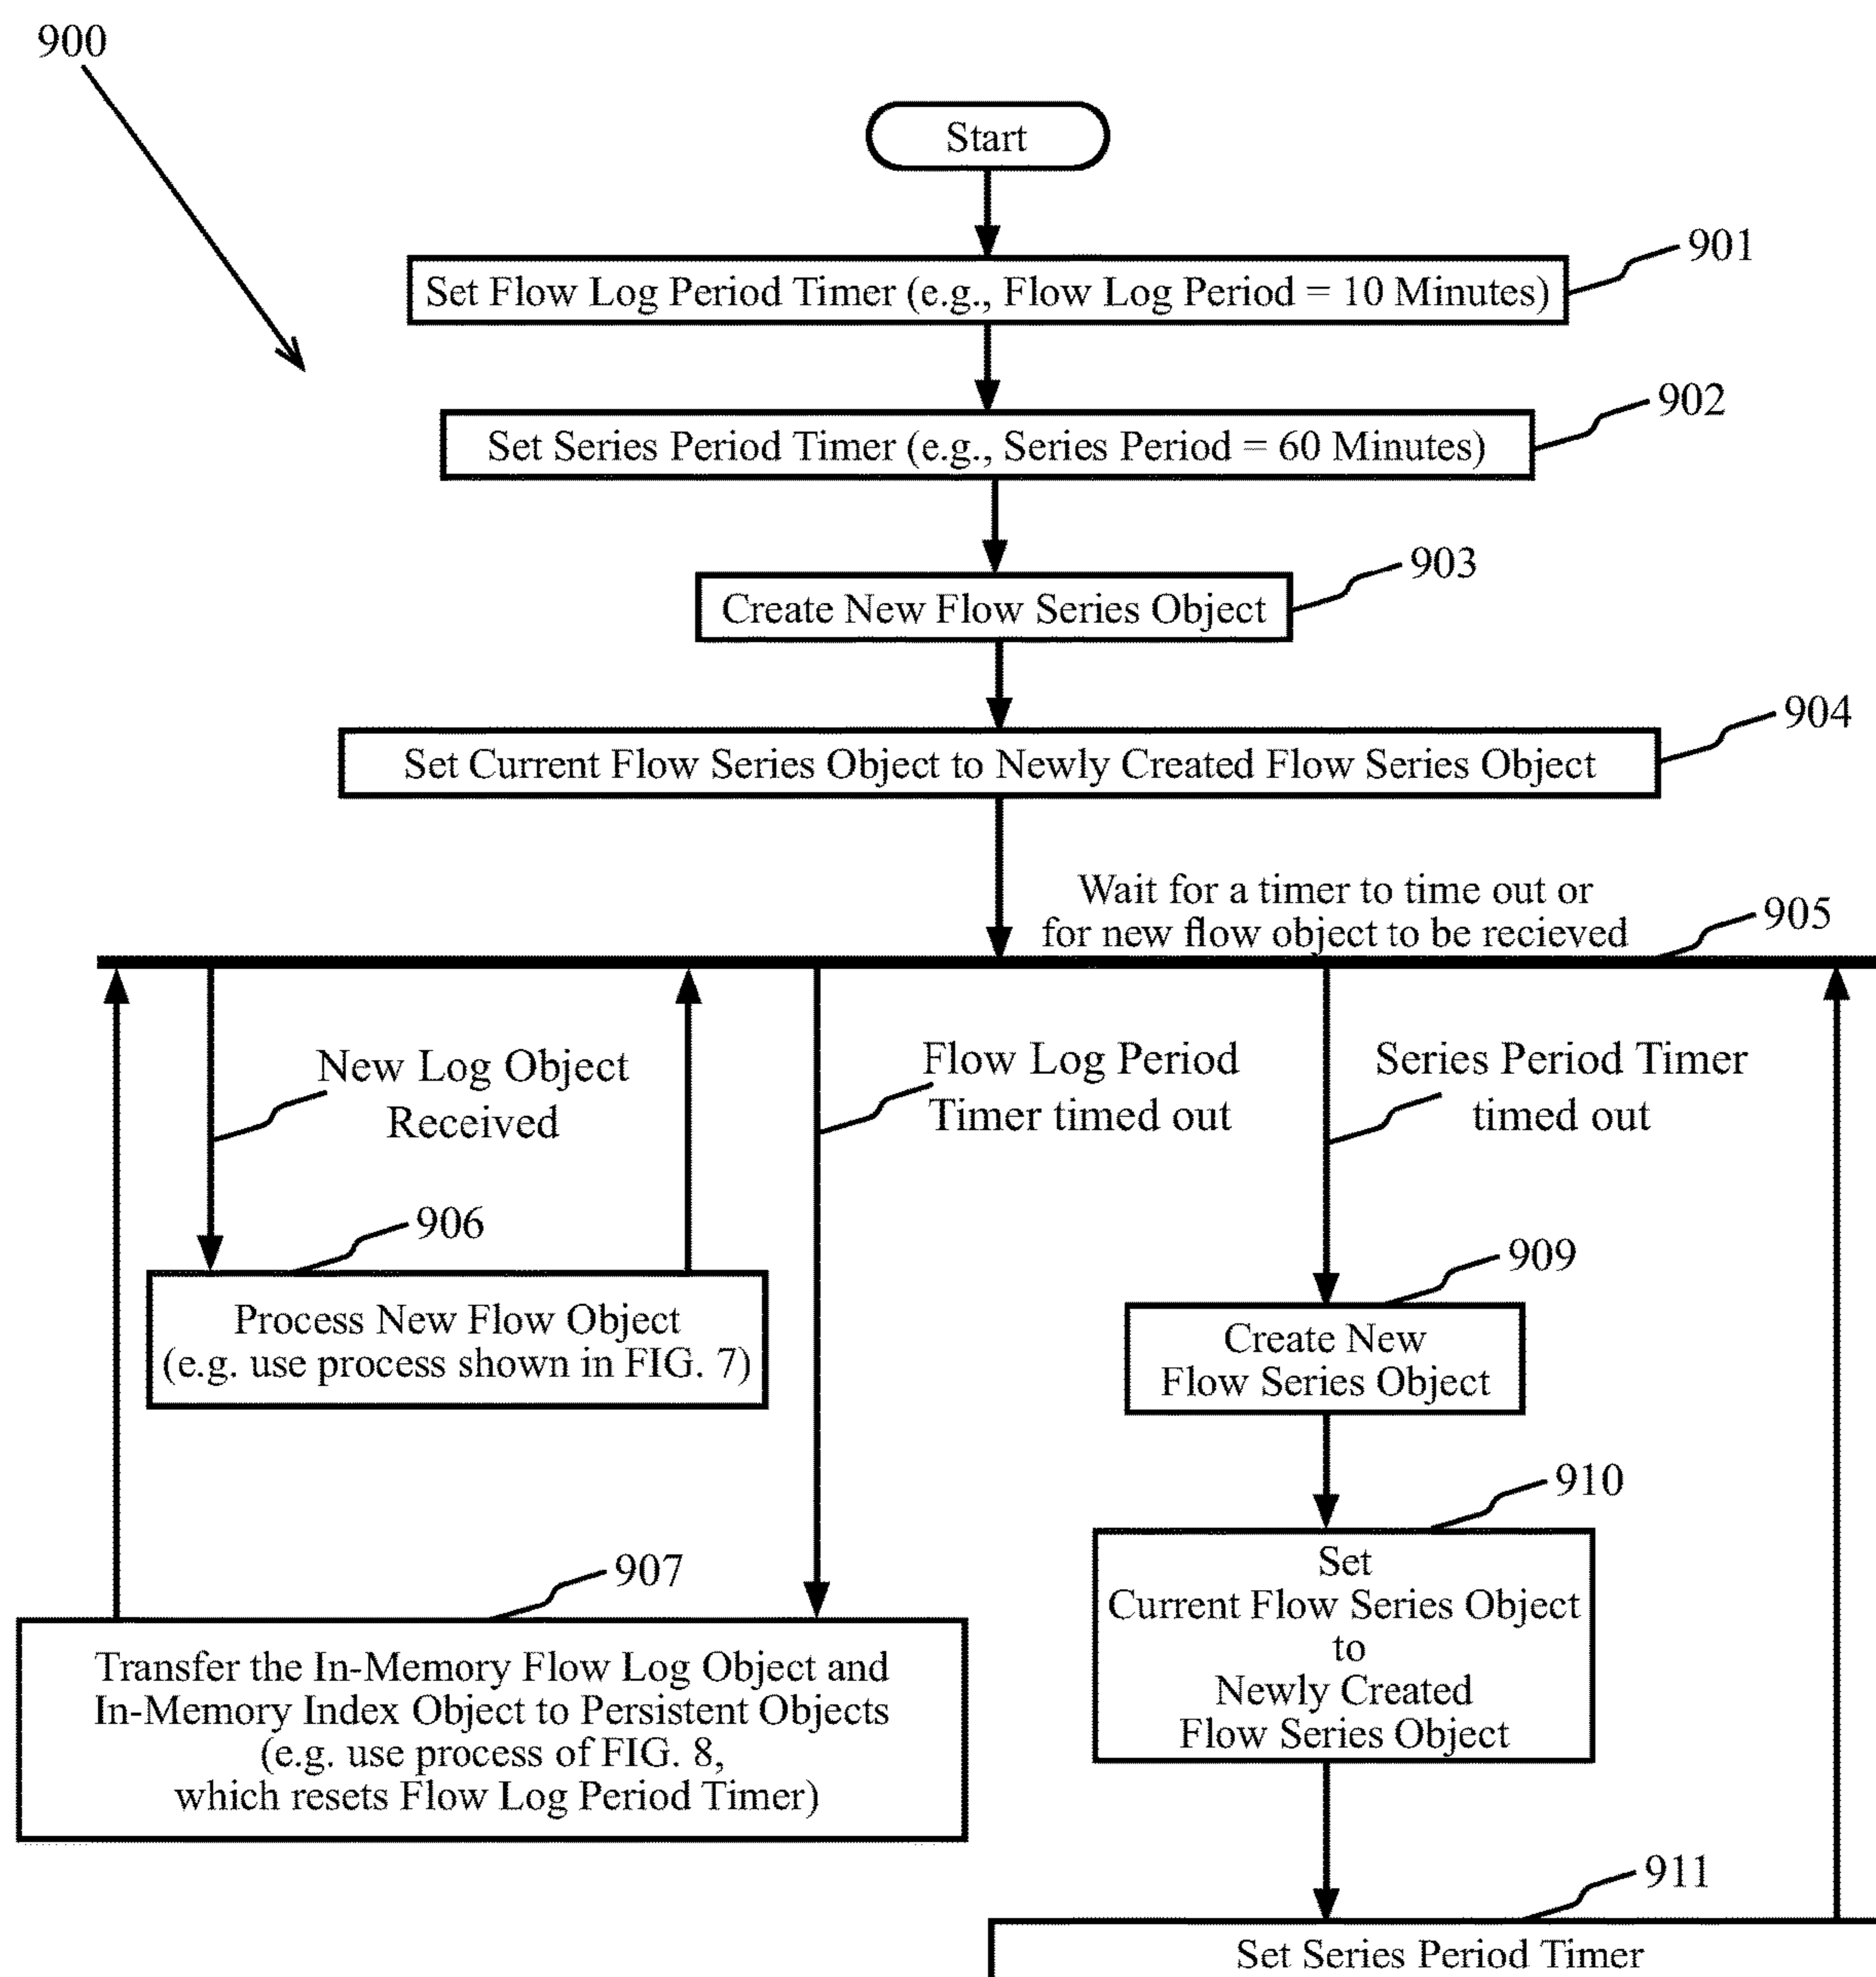 900
Start
901
Set Flow Log Period Timer (e.g., Flow Log Period = 10 Minutes)
902
Set Series Period Timer (e.g., Series Period = 60 Minutes)
903
Create New Flow Series Object
904
Set Current Flow Series Object to Newly Created Flow Series Object
Wait for a timer to time out or
for new flow object to be recieved
905
New Log Object
Received
Flow Log Period
Timer timed out
Series Period Timer
timed out
906
Process New Flow Object
(e.g. use process shown in FIG. 7)
907
Transfer the In-Memory Flow Log Object and
In-Memory Index Object to Persistent Objects
(e.g. use process of FIG. 8,
which resets Flow Log Period Timer)
909
Create New
Flow Series Object
910
Set
Current Flow Series Object
to
Newly Created
Flow Series Object
911
Set Series Period Timer